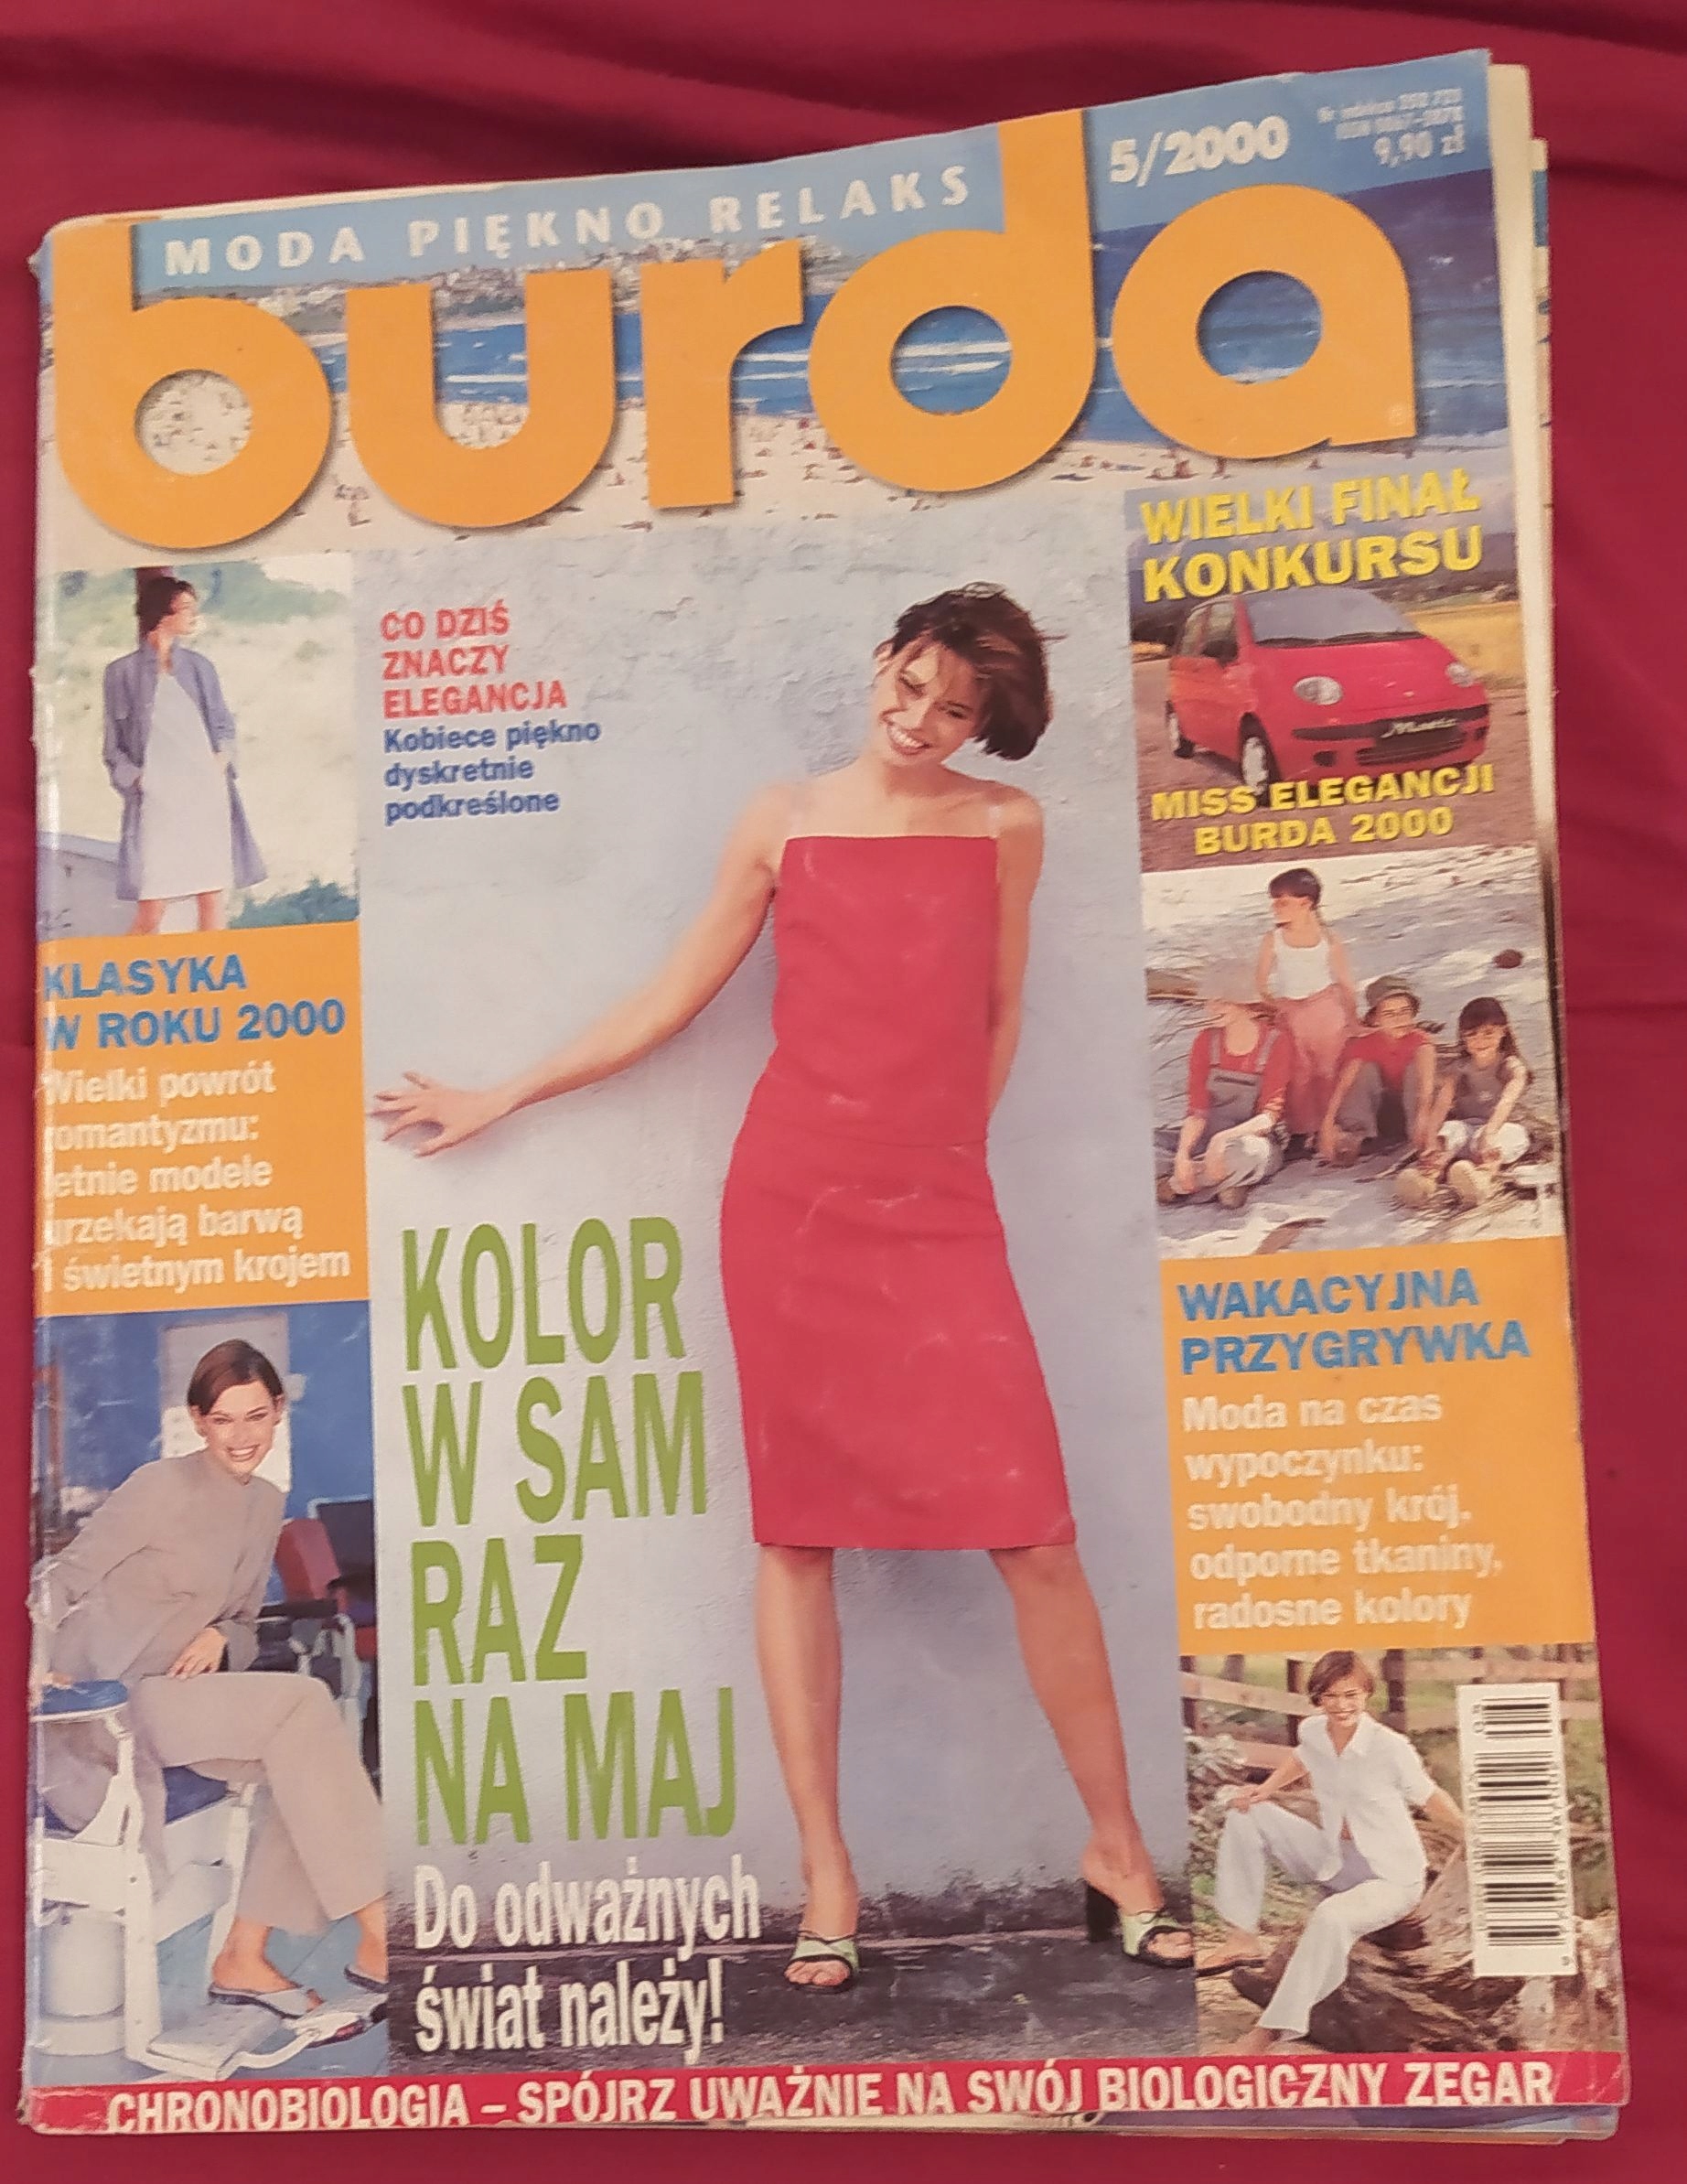 MODA PIĘKNO RELAKS
5/2000
9,90 zł
burda
WIELKI FINAŁ
KONKURSU
Matiz
MISS ELEGANCJI
BURDA 2000
CO DZIŚ
ZNACZY
ELEGANCJA
Kobiece piękno
dyskretnie
podkreślone
KLASYKA
W ROKU 2000
Wielki powrót
romantyzmu:
letnie modele
urzekają barwą
i świetnym krojem
KOLOR
W SAM
RAZ
NA MAJ
Do odważnych
świat należy!
WAKACYJNA
PRZYGRYWKA
Moda na czas
wypoczynku:
swobodny krój,
odporne tkaniny,
radosne kolory
CHRONOBIOLOGIA – SPÓJRZ UWAŻNIE NA SWÓJ BIOLOGICZNY ZEGAR